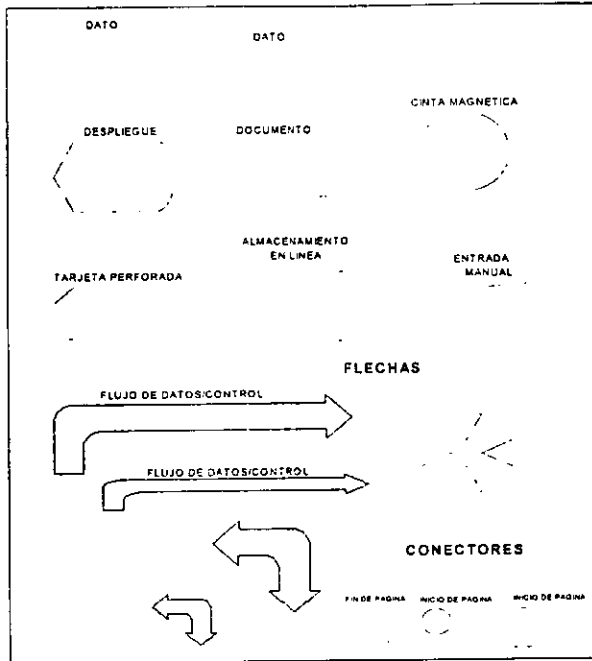 DATO
DATO
CINTA MAGNETICA
DESPLIEGUE
DOCUMENTO
ALMACENAMIENTO
EN LINEA
ENTRADA
MANUAL
TARJETA PERFORADA
FLECHAS
FLUJO DE DATOS/CONTROL
FLUJO DE DATOS/CONTROL
CONECTORES
FIN DE PAGINA
INICIO DE PAGINA
INICIO DE PAGINA